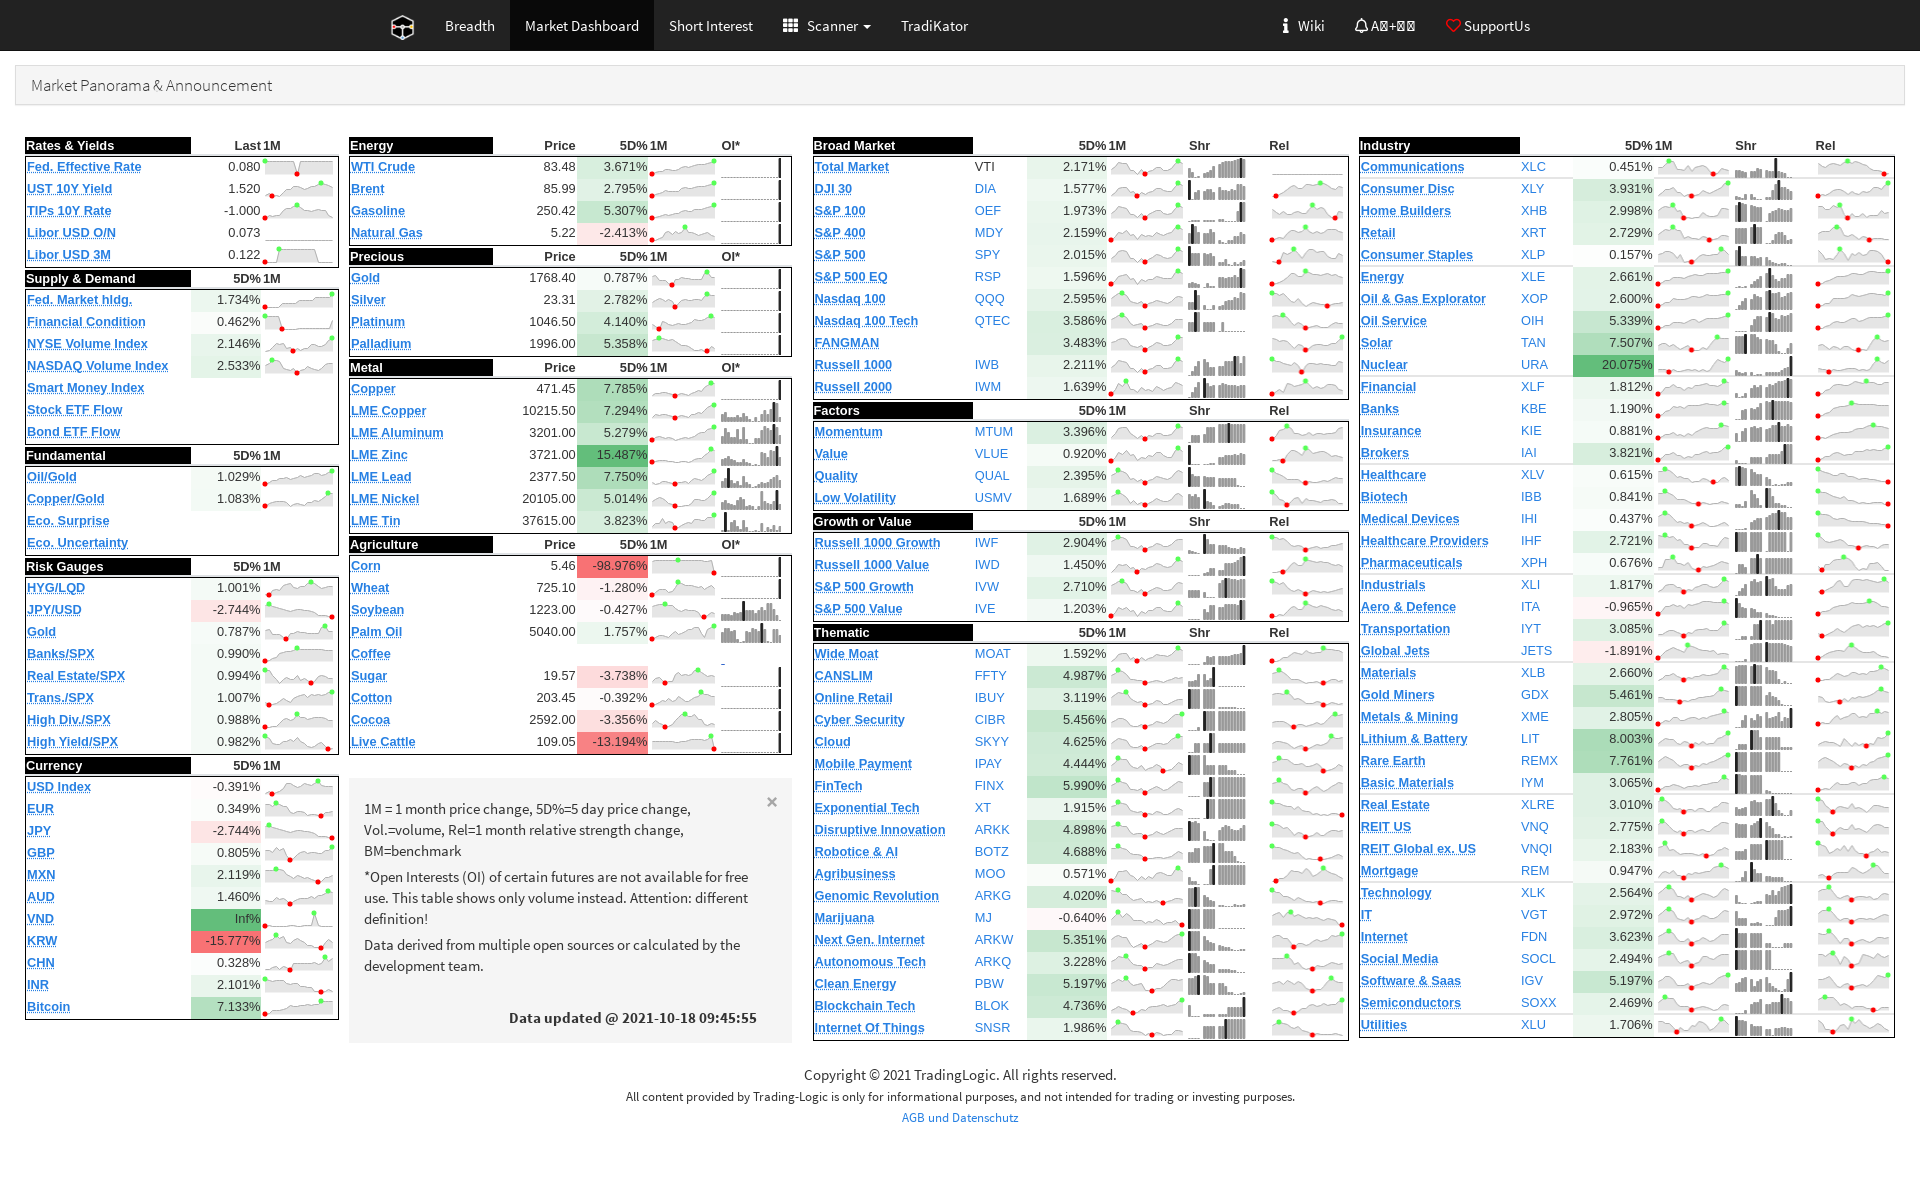 Breadth
Market Dashboard
Short Interest
Scanner
TradiKator
Wiki
SupportUs
Market Panorama & Announcement
Rates & Yields Last 1M
Fed. Effective Rate 0.080
UST 10Y Yield 1.520
TIPs 10Y Rate -1.000
Libor USD O/N 0.073
Libor USD 3M 0.122
Supply & Demand 5D% 1M
Fed. Market hldg. 1.734%
Financial Condition 0.462%
NYSE Volume Index 2.146%
NASDAQ Volume Index 2.533%
Smart Money Index
Stock ETF Flow
Bond ETF Flow
Fundamental 5D% 1M
Oil/Gold 1.029%
Copper/Gold 1.083%
Eco. Surprise
Eco. Uncertainty
Risk Gauges 5D% 1M
HYG/LQD 1.001%
JPY/USD -2.744%
Gold 0.787%
Banks/SPX 0.990%
Real Estate/SPX 0.994%
Trans./SPX 1.007%
High Div./SPX 0.988%
High Yield/SPX 0.982%
Currency 5D% 1M
USD Index -0.391%
EUR 0.349%
JPY -2.744%
GBP 0.805%
MXN 2.119%
AUD 1.460%
VND Inf%
KRW -15.777%
CHN 0.328%
INR 2.101%
Bitcoin 7.133%
Energy Price 5D% 1M OI*
WTI Crude 83.48 3.671%
Brent 85.99 2.795%
Gasoline 250.42 5.307%
Natural Gas 5.22 -2.413%
Precious Price 5D% 1M OI*
Gold 1768.40 0.787%
Silver 23.31 2.782%
Platinum 1046.50 4.140%
Palladium 1996.00 5.358%
Metal Price 5D% 1M OI*
Copper 471.45 7.785%
LME Copper 10215.50 7.294%
LME Aluminum 3201.00 5.279%
LME Zinc 3721.00 15.487%
LME Lead 2377.50 7.750%
LME Nickel 20105.00 5.014%
LME Tin 37615.00 3.823%
Agriculture Price 5D% 1M OI*
Corn 5.46 -98.976%
Wheat 725.10 -1.280%
Soybean 1223.00 -0.427%
Palm Oil 5040.00 1.757%
Coffee -
Sugar 19.57 -3.738%
Cotton 203.45 -0.392%
Cocoa 2592.00 -3.356%
Live Cattle 109.05 -13.194%
×
1M = 1 month price change, 5D%=5 day price change,
Vol.=volume, Rel=1 month relative strength change,
BM=benchmark
*Open Interests (OI) of certain futures are not available for free
use. This table shows only volume instead. Attention: different
definition!
Data derived from multiple open sources or calculated by the
development team.
Data updated @ 2021-10-18 09:45:55
Broad Market 5D% 1M Shr Rel
Total Market VTI 2.171%
DJI 30 DIA 1.577%
S&P 100 OEF 1.973%
S&P 400 MDY 2.159%
S&P 500 SPY 2.015%
S&P 500 EQ RSP 1.596%
Nasdaq 100 QQQ 2.595%
Nasdaq 100 Tech QTEC 3.586%
FANGMAN 3.483%
Russell 1000 IWB 2.211%
Russell 2000 IWM 1.639%
Factors 5D% 1M Shr Rel
Momentum MTUM 3.396%
Value VLUE 0.920%
Quality QUAL 2.395%
Low Volatility USMV 1.689%
Growth or Value 5D% 1M Shr Rel
Russell 1000 Growth IWF 2.904%
Russell 1000 Value IWD 1.450%
S&P 500 Growth IVW 2.710%
S&P 500 Value IVE 1.203%
Thematic 5D% 1M Shr Rel
Wide Moat MOAT 1.592%
CANSLIM FFTY 4.987%
Online Retail IBUY 3.119%
Cyber Security CIBR 5.456%
Cloud SKYY 4.625%
Mobile Payment IPAY 4.444%
FinTech FINX 5.990%
Exponential Tech XT 1.915%
Disruptive Innovation ARKK 4.898%
Robotice & AI BOTZ 4.688%
Agribusiness MOO 0.571%
Genomic Revolution ARKG 4.020%
Marijuana MJ -0.640%
Next Gen. Internet ARKW 5.351%
Autonomous Tech ARKQ 3.228%
Clean Energy PBW 5.197%
Blockchain Tech BLOK 4.736%
Internet Of Things SNSR 1.986%
Industry 5D% 1M Shr Rel
Communications XLC 0.451%
Consumer Disc XLY 3.931%
Home Builders XHB 2.998%
Retail XRT 2.729%
Consumer Staples XLP 0.157%
Energy XLE 2.661%
Oil & Gas Explorator XOP 2.600%
Oil Service OIH 5.339%
Solar TAN 7.507%
Nuclear URA 20.075%
Financial XLF 1.812%
Banks KBE 1.190%
Insurance KIE 0.881%
Brokers IAI 3.821%
Healthcare XLV 0.615%
Biotech IBB 0.841%
Medical Devices IHI 0.437%
Healthcare Providers IHF 2.721%
Pharmaceuticals XPH 0.676%
Industrials XLI 1.817%
Aero & Defence ITA -0.965%
Transportation IYT 3.085%
Global Jets JETS -1.891%
Materials XLB 2.660%
Gold Miners GDX 5.461%
Metals & Mining XME 2.805%
Lithium & Battery LIT 8.003%
Rare Earth REMX 7.761%
Basic Materials IYM 3.065%
Real Estate XLRE 3.010%
REIT US VNQ 2.775%
REIT Global ex. US VNQI 2.183%
Mortgage REM 0.947%
Technology XLK 2.564%
IT VGT 2.972%
Internet FDN 3.623%
Social Media SOCL 2.494%
Software & Saas IGV 5.197%
Semiconductors SOXX 2.469%
Utilities XLU 1.706%
Copyright © 2021 TradingLogic. All rights reserved.
All content provided by Trading-Logic is only for informational purposes, and not intended for trading or investing purposes.
AGB und Datenschutz